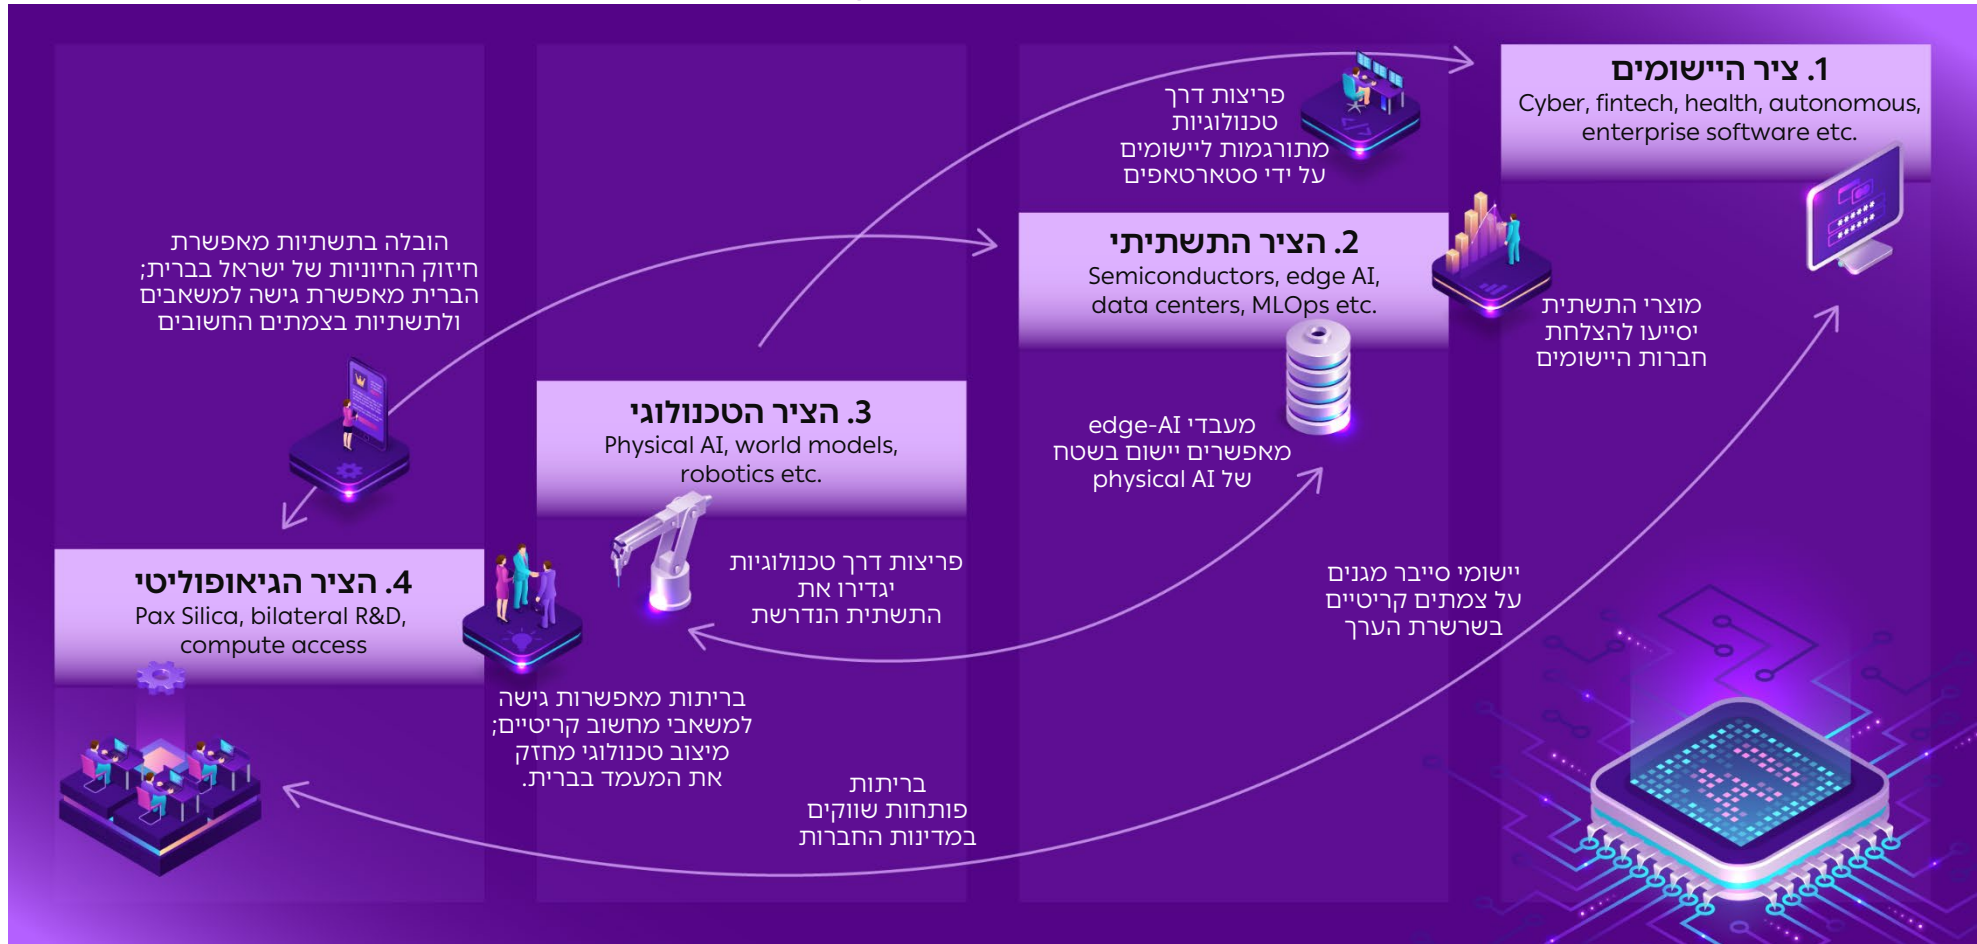 1. ציר היישומים
Cyber, fintech, health, autonomous,
enterprise software etc.
פריצות דרך
טכנולוגיות
מתורגמות ליישומים
על ידי סטארטאפים
2. הציר התשתיתי
Semiconductors, edge AI,
data centers, MLOps etc.
מוצרי התשתית
יסייעו להצלחת
חברות היישומים
הובלה בתשתיות מאפשרת
חיזוק החיוניות של ישראל בברית;
הברית מאפשרת גישה למשאבים
ולתשתיות בצמתים החשובים
3. הציר הטכנולוגי
Physical AI, world models,
robotics etc.
מעבדי edge-AI
מאפשרים יישום בשטח
של physical AI
פריצות דרך טכנולוגיות
יגדירו את
התשתית הנדרשת
יישומי סייבר מגנים
על צמתים קריטיים
בשרשרת הערך
4. הציר הגיאופוליטי
Pax Silica, bilateral R&D,
compute access
בריתות מאפשרות גישה
למשאבי מחשוב קריטיים;
מיצוב טכנולוגי מחזק
את המעמד בברית.
בריתות
פותחות שווקים
במדינות החברות